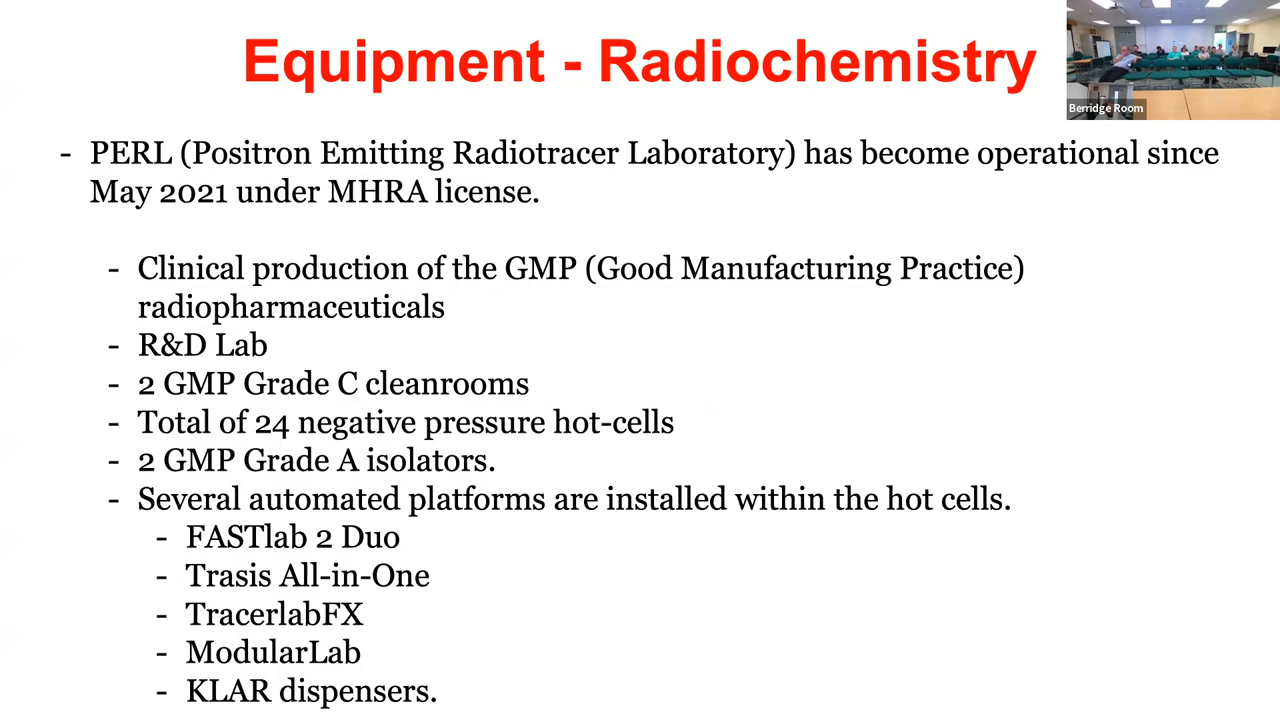 Equipment - Radiochemistry
Berridge Room
- PERL (Positron Emitting Radiotracer Laboratory) has become operational since
May 2021 under MHRA license.
- Clinical production of the GMP (Good Manufacturing Practice)
radiopharmaceuticals
- R&D Lab
- 2 GMP Grade C cleanrooms
- Total of 24 negative pressure hot-cells
- 2 GMP Grade A isolators.
- Several automated platforms are installed within the hot cells.
- FASTlab 2 Duo
- Trasis All-in-One
- TracerlabFX
- ModularLab
- KLAR dispensers.